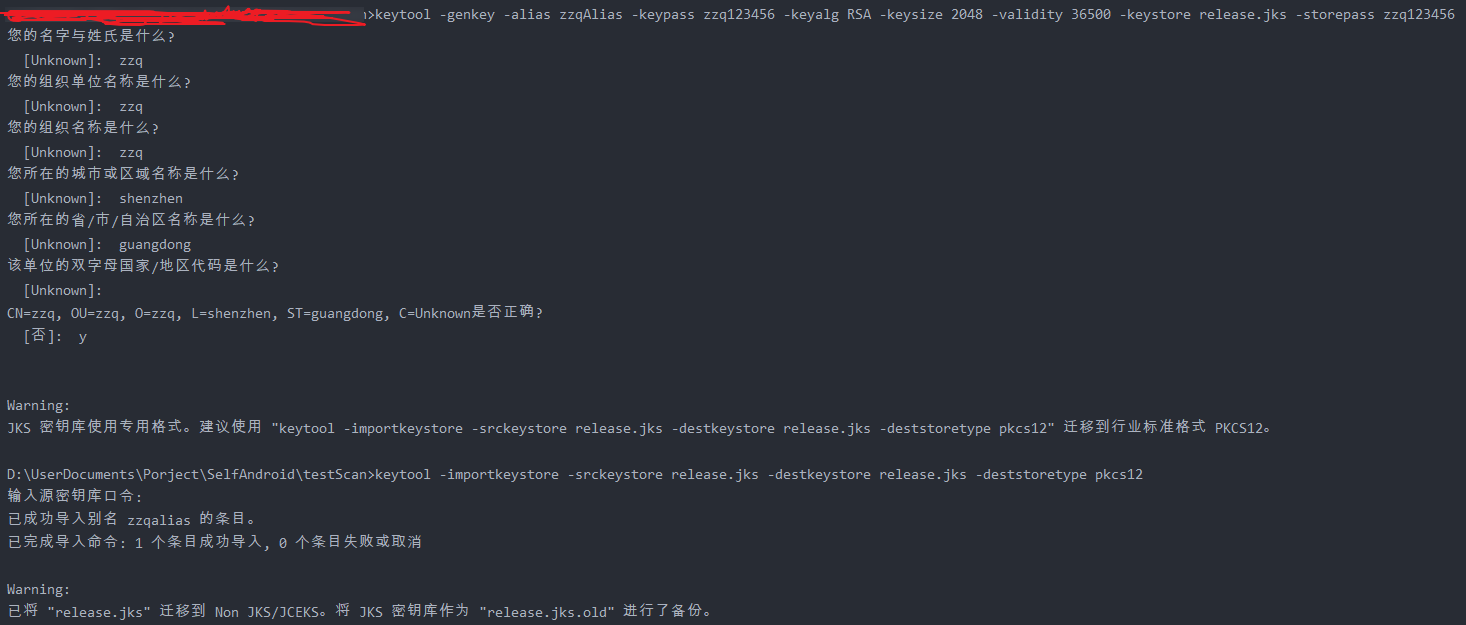 >keytool -genkey -alias zzqAlias -keypass zzq123456 -keyalg RSA -keysize 2048 -validity 36500 -keystore release.jks -storepass zzq123456
您的名字与姓氏是什么?
[Unknown]: zzq
您的组织单位名称是什么?
[Unknown]: zzq
您的组织名称是什么?
[Unknown]: zzq
您所在的城市或区域名称是什么?
[Unknown]: shenzhen
您所在的省/市/自治区名称是什么?
[Unknown]: guangdong
该单位的双字母国家/地区代码是什么?
[Unknown]:
CN=zzq, OU=zzq, O=zzq, L=shenzhen, ST=guangdong, C=Unknown是否正确?
[否]: y
Warning:
JKS 密钥库使用专用格式。建议使用 "keytool -importkeystore -srckeystore release.jks -destkeystore release.jks -deststoretype pkcs12" 迁移到行业标准格式 PKCS12。
D:\UserDocuments\Porject\SelfAndroid\testScan>keytool -importkeystore -srckeystore release.jks -destkeystore release.jks -deststoretype pkcs12
输入源密钥库口令:
已成功导入别名 zzqalias 的条目。
已完成导入命令: 1 个条目成功导入, 0 个条目失败或取消
Warning:
已将 "release.jks" 迁移到 Non JKS/JCEKS。将 JKS 密钥库作为 "release.jks.old" 进行了备份。